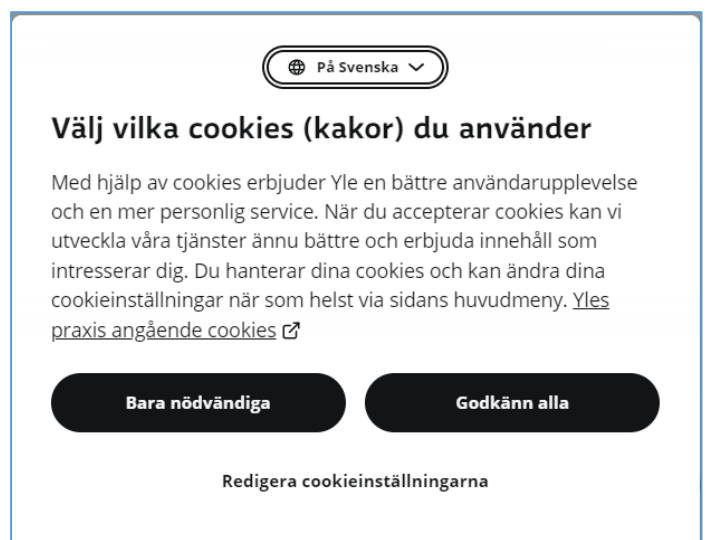 På Svenska
Välj vilka cookies (kakor) du använder
Med hjälp av cookies erbjuder Yle en bättre användarupplevelse
och en mer personlig service. När du accepterar cookies kan vi
utveckla våra tjänster ännu bättre och erbjuda innehåll som
intresserar dig. Du hanterar dina cookies och kan ändra dina
cookieinställningar när som helst via sidans huvudmeny. Yles
praxis angående cookies
Bara nödvändiga Godkänn alla
Redigera cookieinställningarna